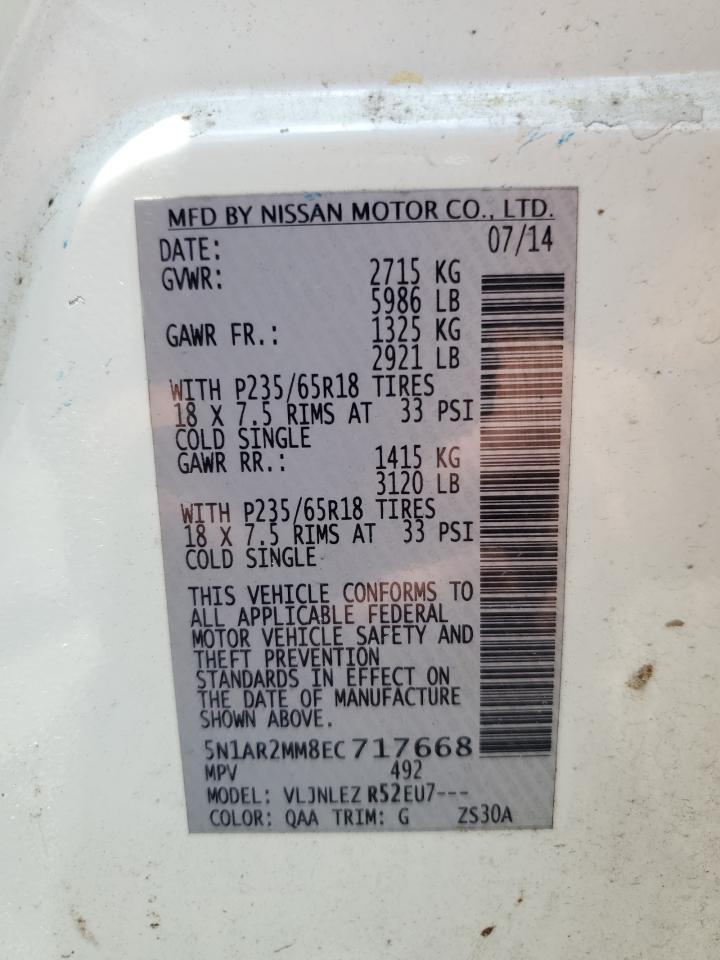 MFD BY NISSAN MOTOR CO., LTD.
DATE: 07/14
GVWR: 2715 KG
5986 LB
GAWR FR.: 1325 KG
2921 LB
WITH P235/65R18 TIRES
18 X 7.5 RIMS AT 33 PSI
COLD SINGLE
GAWR RR.: 1415 KG
3120 LB
WITH P235/65R18 TIRES
18 X 7.5 RIMS AT 33 PSI
COLD SINGLE
THIS VEHICLE CONFORMS TO
ALL APPLICABLE FEDERAL
MOTOR VEHICLE SAFETY AND
THEFT PREVENTION
STANDARDS IN EFFECT ON
THE DATE OF MANUFACTURE
SHOWN ABOVE.
5N1AR2MM8EC717668
MPV 492
MODEL: VLJNLEZ R52EU7---
COLOR: QAA TRIM: G ZS30A